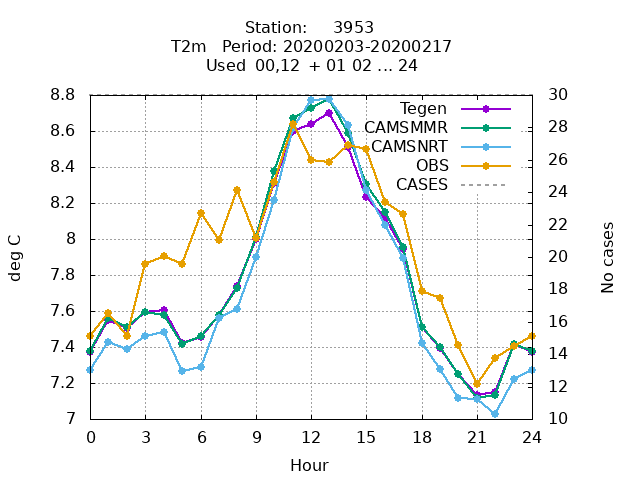 Station: 3953
T2m Period: 20200203-20200217
Used 00,12 + 01 02 ... 24
8.8
8.6
8.4
8.2
8
7.8
7.6
7.4
7.2
7
30
28
26
24
22
20
18
16
14
12
10
Tegen
CAMSMMR
CAMSNRT
OBS
CASES
deg C
No cases
0 3 6 9 12 15 18 21 24
Hour